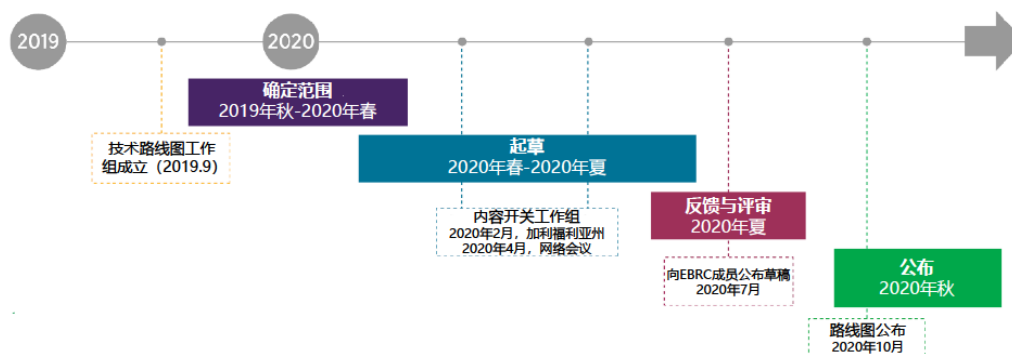 2019
2020
确定范围
2019年秋-2020年春
技术路线图工作
组成立（2019.9）
起草
2020年春-2020年夏
内容开关工作组
2020年2月，加利福利亚州
2020年4月，网络会议
反馈与评审
2020年夏
向EBRC成员公布草稿
2020年7月
公布
2020年秋
路线图公布
2020年10月